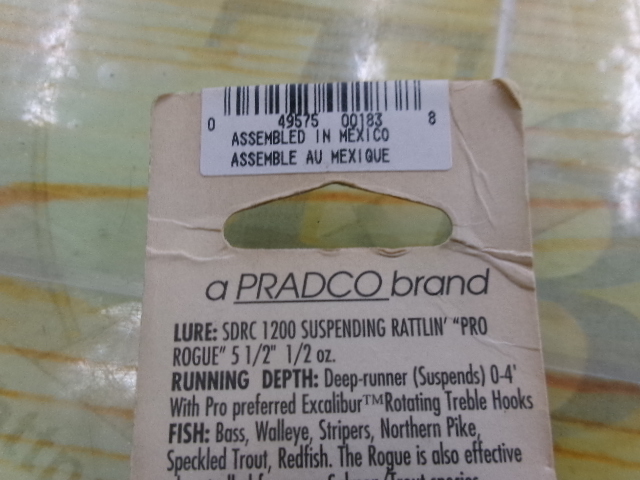 0 49575 00183 8
ASSEMBLED IN MEXICO
ASSEMBLE AU MEXIQUE
a PRADCO brand
LURE: SDRC 1200 SUSPENDING RATTLIN' "PRO
ROGUE" 5 1/2" 1/2 oz.
RUNNING DEPTH: Deep-runner (Suspends) 0-4'
With Pro preferred Excalibur™ Rotating Treble Hooks
FISH: Bass, Walleye, Stripers, Northern Pike,
Speckled Trout, Redfish. The Rogue is also effective